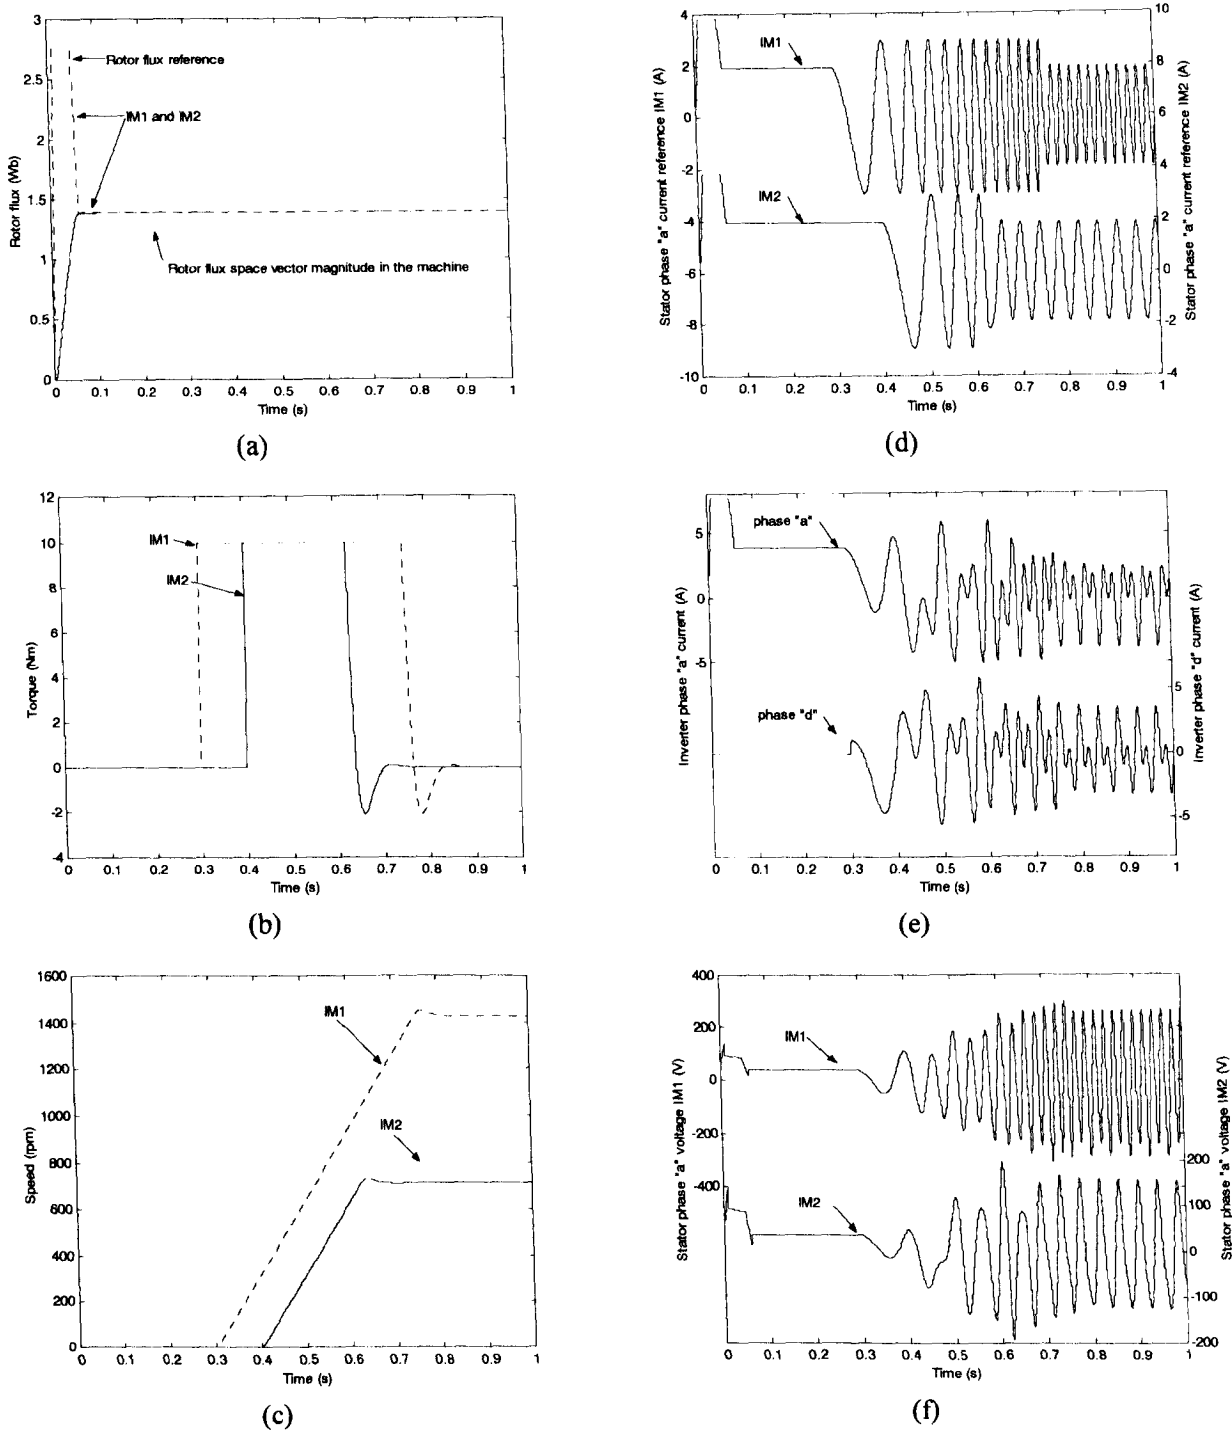 3
2.5
2
1.5
1
0.5
0
Rotor flux (Wb)
Rotor flux reference
IM1 and IM2
Rotor flux space vector magnitude in the machine
0 0.1 0.2 0.3 0.4 0.5 0.6 0.7 0.8 0.9 1
Time (s)
(a)
12
10
8
6
4
2
0
-2
-4
Torque (Nm)
IM1
IM2
0 0.1 0.2 0.3 0.4 0.5 0.6 0.7 0.8 0.9 1
Time (s)
(b)
1600
1400
1200
1000
800
600
400
200
0
Speed (rpm)
IM1
IM2
0 0.1 0.2 0.3 0.4 0.5 0.6 0.7 0.8 0.9 1
Time (s)
(c)
4
2
0
-2
-4
-6
-8
-10
Stator phase "a" current reference IM1 (A)
IM1
IM2
10
8
6
4
2
0
-2
-4
Stator phase "a" current reference IM2 (A)
0 0.1 0.2 0.3 0.4 0.5 0.6 0.7 0.8 0.9 1
Time (s)
(d)
5
0
-5
Inverter phase "a" current (A)
phase "a"
phase "d"
5
0
-5
Inverter phase "d" current (A)
0 0.1 0.2 0.3 0.4 0.5 0.6 0.7 0.8 0.9 1
Time (s)
(e)
400
200
0
-200
-400
Stator phase "a" voltage IM1 (V)
IM1
IM2
200
100
0
-100
-200
Stator phase "a" voltage IM2 (V)
0 0.1 0.2 0.3 0.4 0.5 0.6 0.7 0.8 0.9 1
Time (s)
(f)